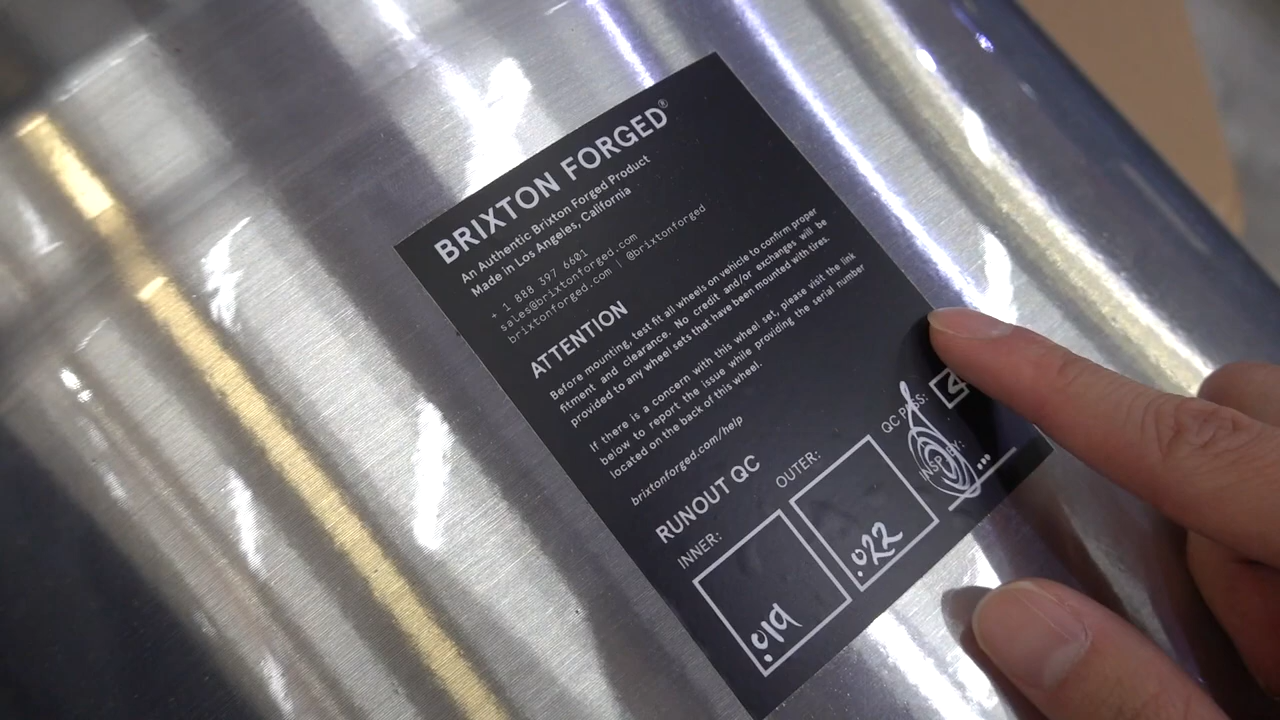 BRIXTON FORGED®
An Authentic Brixton Forged Product
Made in Los Angeles, California
+ 1 888 397 6601
sales@brixtonforged.com
brixtonforged.com | @brixtonforged
ATTENTION
Before mounting, test fit all wheels on vehicle to confirm proper
fitment and clearance. No credit and/or exchanges will be
provided to any wheel sets that have been mounted with tires.
If there is a concern with this wheel set, please visit the link
below to report the issue while providing the serial number
located on the back of this wheel.
brixtonforged.com/help
RUNOUT QC
INNER:
.019
OUTER:
.022
QC PASS:
INSP BY: